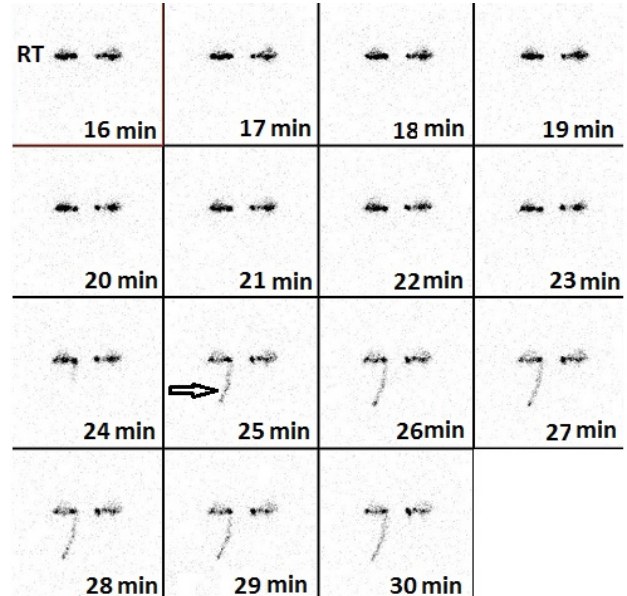 RT
16 min 17 min 18 min 19 min
20 min 21 min 22 min 23 min
24 min 25 min 26min 27 min
28 min 29 min 30 min